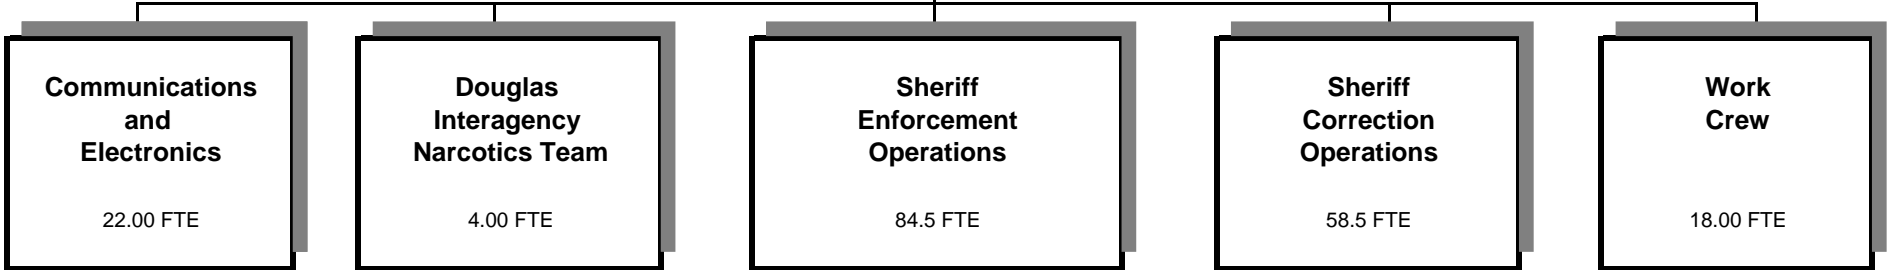 Communications
and
Electronics
22.00 FTE
Douglas
Interagency
Narcotics Team
4.00 FTE
Sheriff
Enforcement
Operations
84.5 FTE
Sheriff
Correction
Operations
58.5 FTE
Work
Crew
18.00 FTE